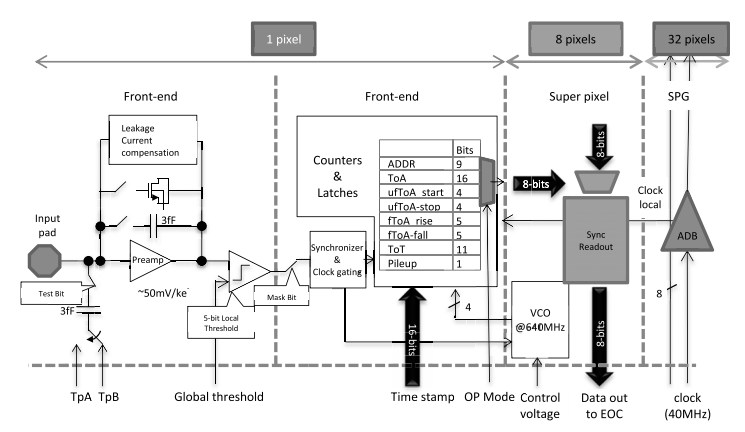 1 pixel
8 pixels
32 pixels
Front-end
Front-end
Super pixel
SPG
Leakage
Current
compensation
3fF
Input
pad
Preamp
~50mV/ke-
Test Bit
3fF
TpA TpB
5-bit Local
Threshold
Mask Bit
Global threshold
Counters
&
Latches
Bits
ADDR 9
ToA 16
ufToA start 4
ufToA-stop 4
fToA rise 5
fToA-fall 5
ToT 11
Pileup 1
Synchronizer
&
Clock gating
16-bits
Time stamp
OP Mode
4
8-bits
8-bits
Sync
Readout
VCO
@640MHz
8-bits
Control
voltage
Data out
to EOC
Clock
local
ADB
8
clock
(40MHz)